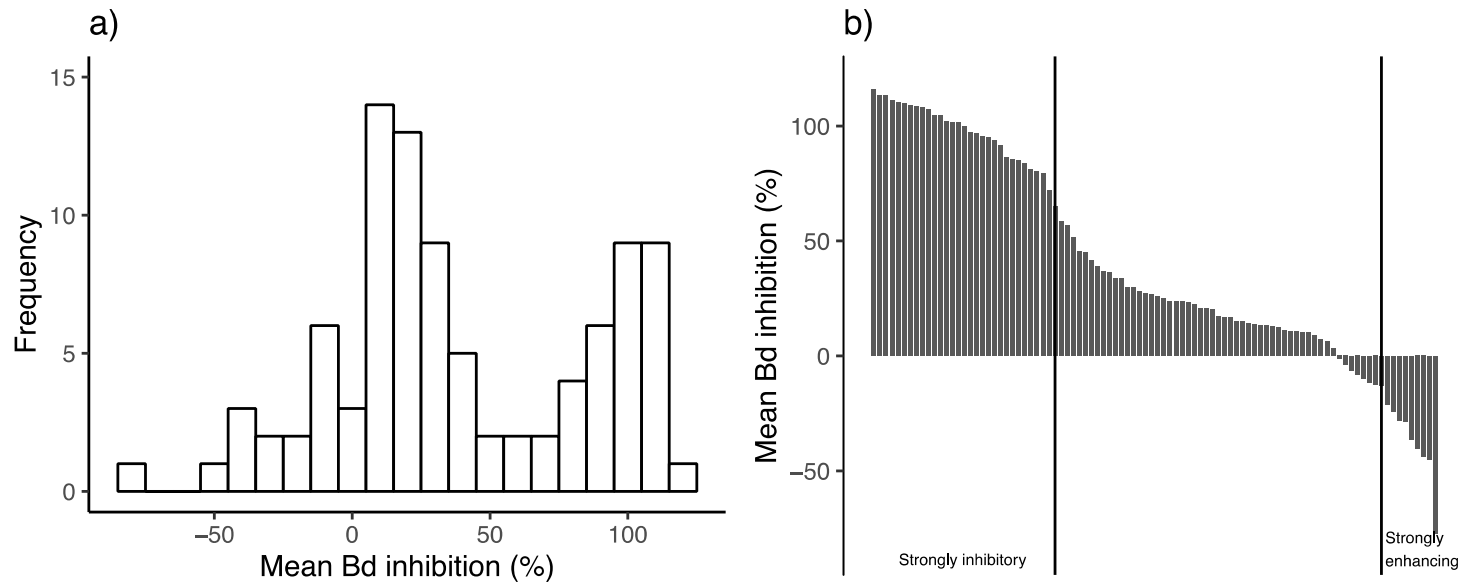 a)
15
10
5
0
Frequency
−50 0 50 100
Mean Bd inhibition (%)
b)
100
50
0
−50
Mean Bd inhibition (%)
Strongly inhibitory
Strongly
enhancing